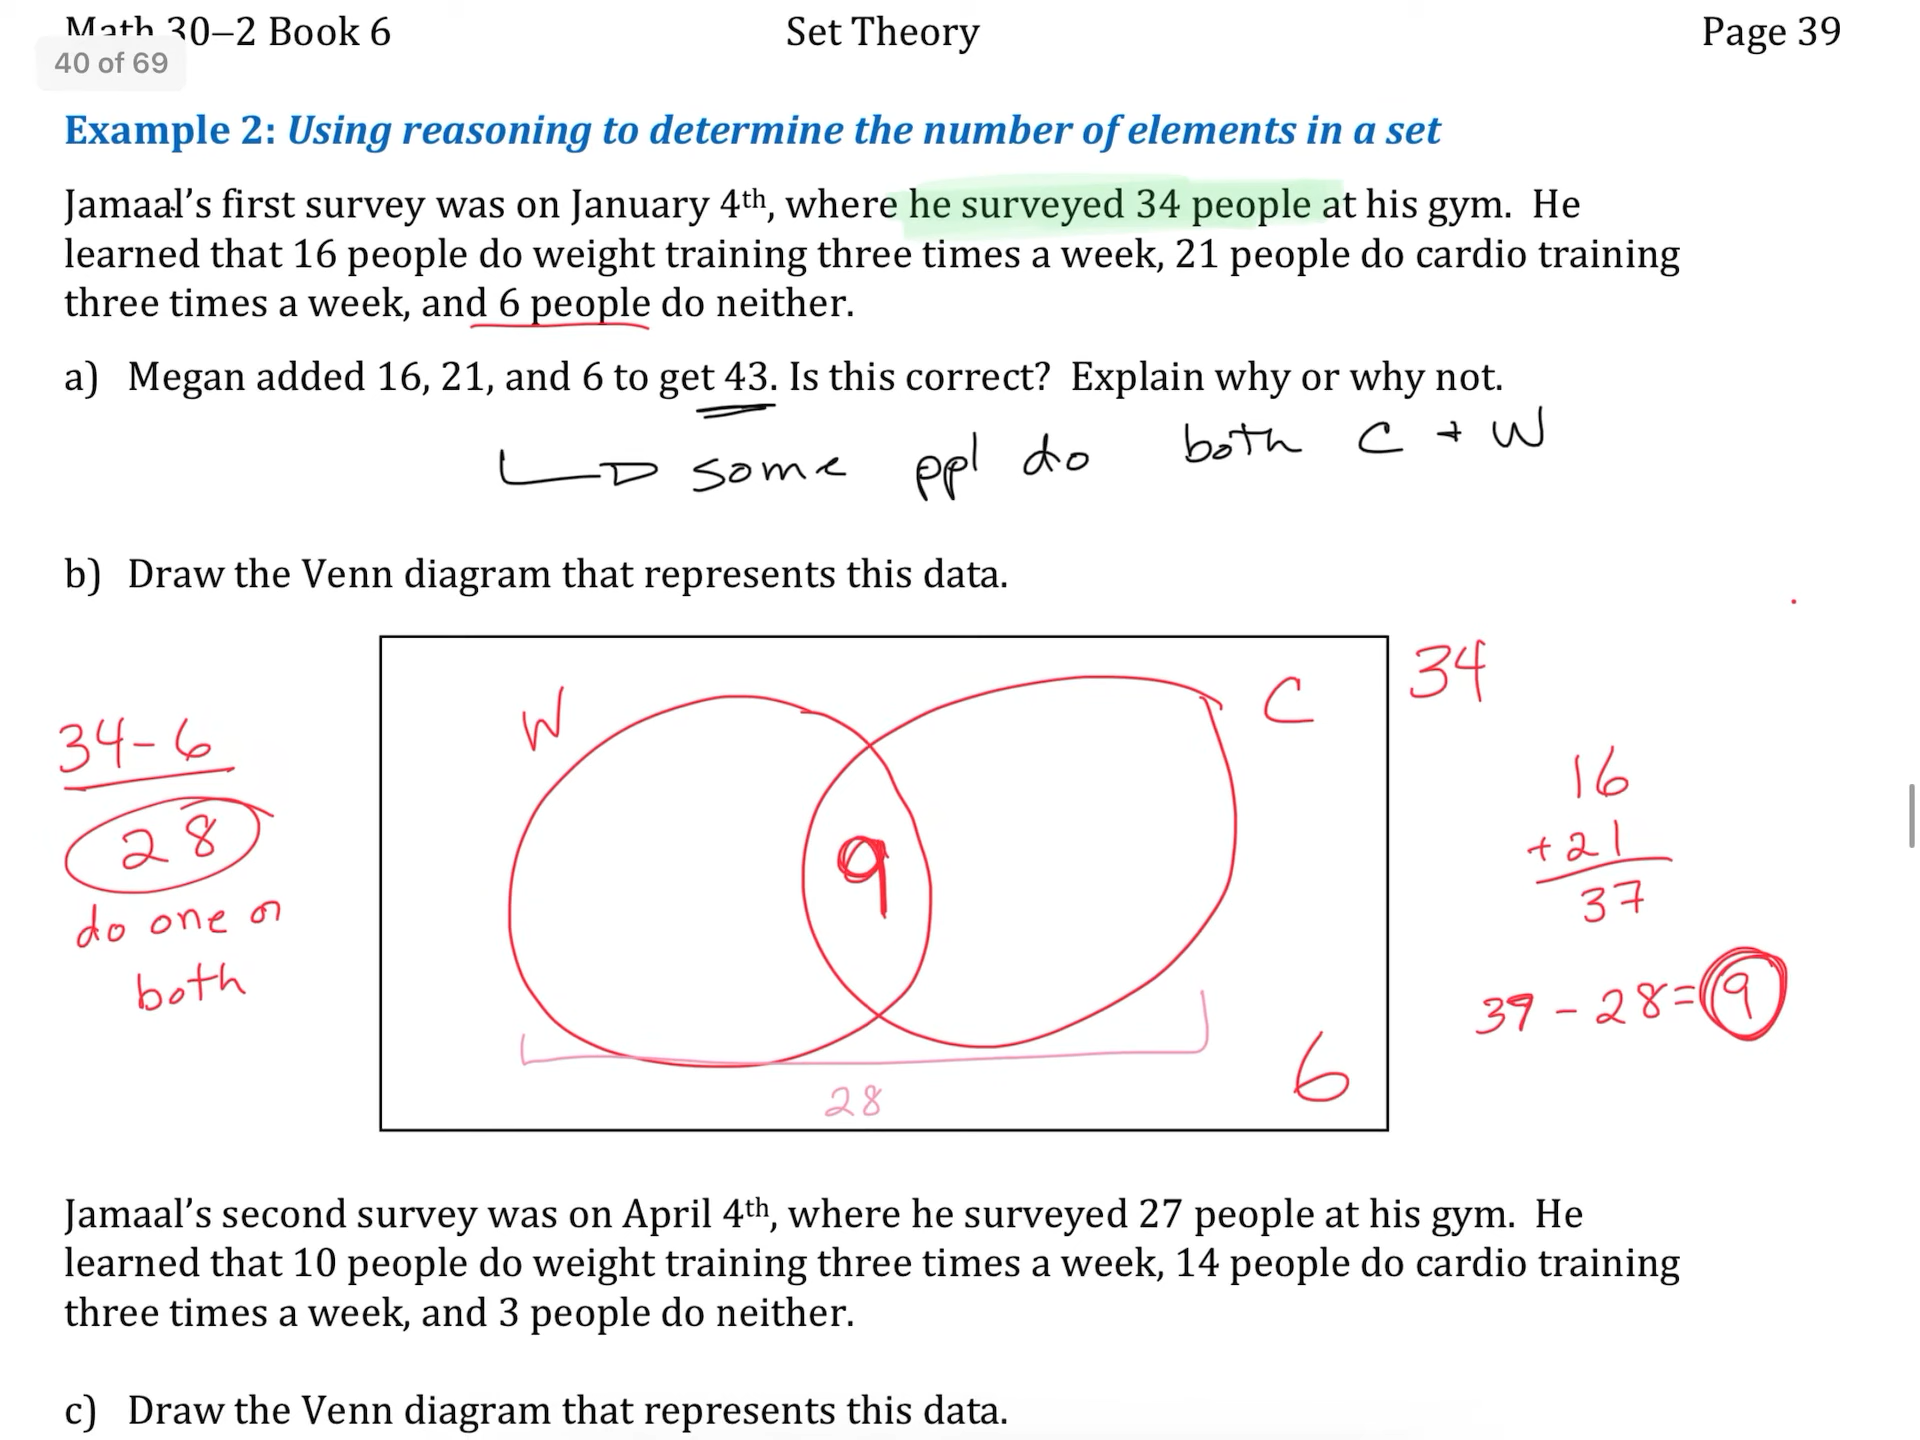 Math 30–2 Book 6 Set Theory Page 39
40 of 69
Example 2: Using reasoning to determine the number of elements in a set
Jamaal’s first survey was on January 4th, where he surveyed 34 people at his gym. He
learned that 16 people do weight training three times a week, 21 people do cardio training
three times a week, and 6 people do neither.
a) Megan added 16, 21, and 6 to get 43. Is this correct? Explain why or why not.
some ppl do both C + W
b) Draw the Venn diagram that represents this data.
34
W C
34-6
28
do one or
both
9
16
+21
37
37 - 28 = 9
6
28
Jamaal’s second survey was on April 4th, where he surveyed 27 people at his gym. He
learned that 10 people do weight training three times a week, 14 people do cardio training
three times a week, and 3 people do neither.
c) Draw the Venn diagram that represents this data.